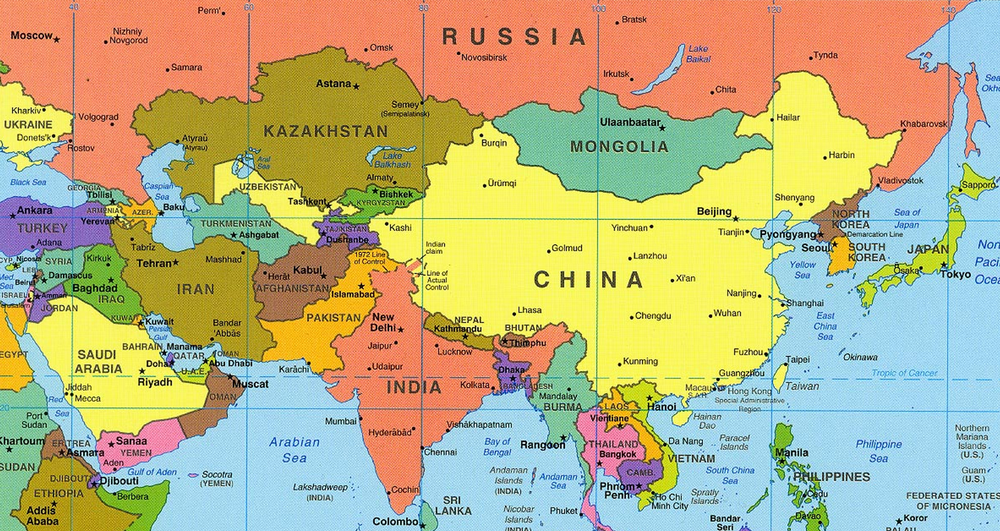 40
60
80
100
120
140
Perm'
Bratsk
Moscow
Nizhniy
Novgorod
Omsk
RUSSIA
Novosibirsk
Lake
Baikal
Tynda
Samara
Irkutsk
Chita
Astana
Semey
(Semipalatinsk)
Kharkiv
UKRAINE
Donets'k
Volgograd
Rostov
Atyraū
(Atyrau)
KAZAKHSTAN
Ulaanbaatar
MONGOLIA
Hailar
Khabarovsk
Burqin
Harbin
Aral
Sea
Lake
Balkhash
Black Sea
GEORGIA
Tbilisi
Caspian
Sea
UZBEKISTAN
Almaty
Bishkek
KYRGYZSTAN
Ürümqi
Vladivostok
Sapporo
Ankara
ARMENIA
Yerevan
AZER.
Baku
Tashkent
Shenyang
TURKEY
TURKMENISTAN
Ashgabat
TAJIKISTAN
Dushanbe
Kashi
Beijing
Yinchuan
Tianjin
NORTH
KOREA
Pyongyang
Demarcation Line
Seoul
SOUTH
KOREA
Sea of
Japan
JAPAN
Adana
Tabrīz
Mashhad
Indian
claim
1972 Line
of Control
Line of
Actual
Control
Golmud
Lanzhou
Nicosia
SYRIA
Kirkuk
Tehran
Kabul
Herāt
AFGHANISTAN
Islamabad
CHINA
Xi'an
Yellow
Sea
Ōsaka
Tokyo
Beirut
Damascus
Baghdad
IRAQ
IRAN
ISRAEL
Amman
JORDAN
PAKISTAN
New
Delhi
NEPAL
Kathmandu
BHUTAN
Thimphu
Lhasa
Chengdu
Wuhan
Nanjing
Shanghai
East
China
Sea
KUWAIT
Kuwait
Persian
Gulf
Bandar
'Abbās
Jaipur
Lucknow
EGYPT
SAUDI
ARABIA
BAHRAIN
Manama
QATAR
Doha
OMAN
Abu Dhabi
U.A.E.
Riyadh
Karāchi
Udaipur
Dhaka
BANGLADESH
Kunming
Fuzhou
Taipei
Okinawa
Guangzhou
Taiwan
Tropic of Cancer
Muscat
INDIA
Kolkata
Mandalay
BURMA
Macau
S.A.R.
Hong Kong
Special Administrative
Region
Jiddah
Mecca
OMAN
Hanoi
LAOS
Red
Sea
20
Port
Sudan
Mumbai
Hyderābād
Vishākhapatnam
Vientiane
Hainan
Dao
Khartoum
ERITREA
Asmara
Sanaa
YEMEN
Arabian
Sea
Bay of
Bengal
Rangoon
THAILAND
Bangkok
Da Nang
VIETNAM
Paracel
Islands
Manila
Philippine
Sea
Northern
Mariana
Islands
(U.S.)
SUDAN
Aden
Gulf of Aden
Socotra
(YEMEN)
Chennai
Andaman
Islands
(INDIA)
Andaman
Sea
CAMB.
South China
Sea
Guam
(U.S.)
DJIBOUTI
Djibouti
Lakshadweep
(INDIA)
Cochin
Phnom
Penh
Ho Chi
Minh City
Spratly
Islands
PHILIPPINES
Cebu
ETHIOPIA
Berbera
FEDERATED STATES
OF MICRONESIA
Addis
Ababa
SRI
LANKA
Colombo
Nicobar
Islands
(INDIA)
Phuket
Bandar
Seri
Davao
Koror
PALAU